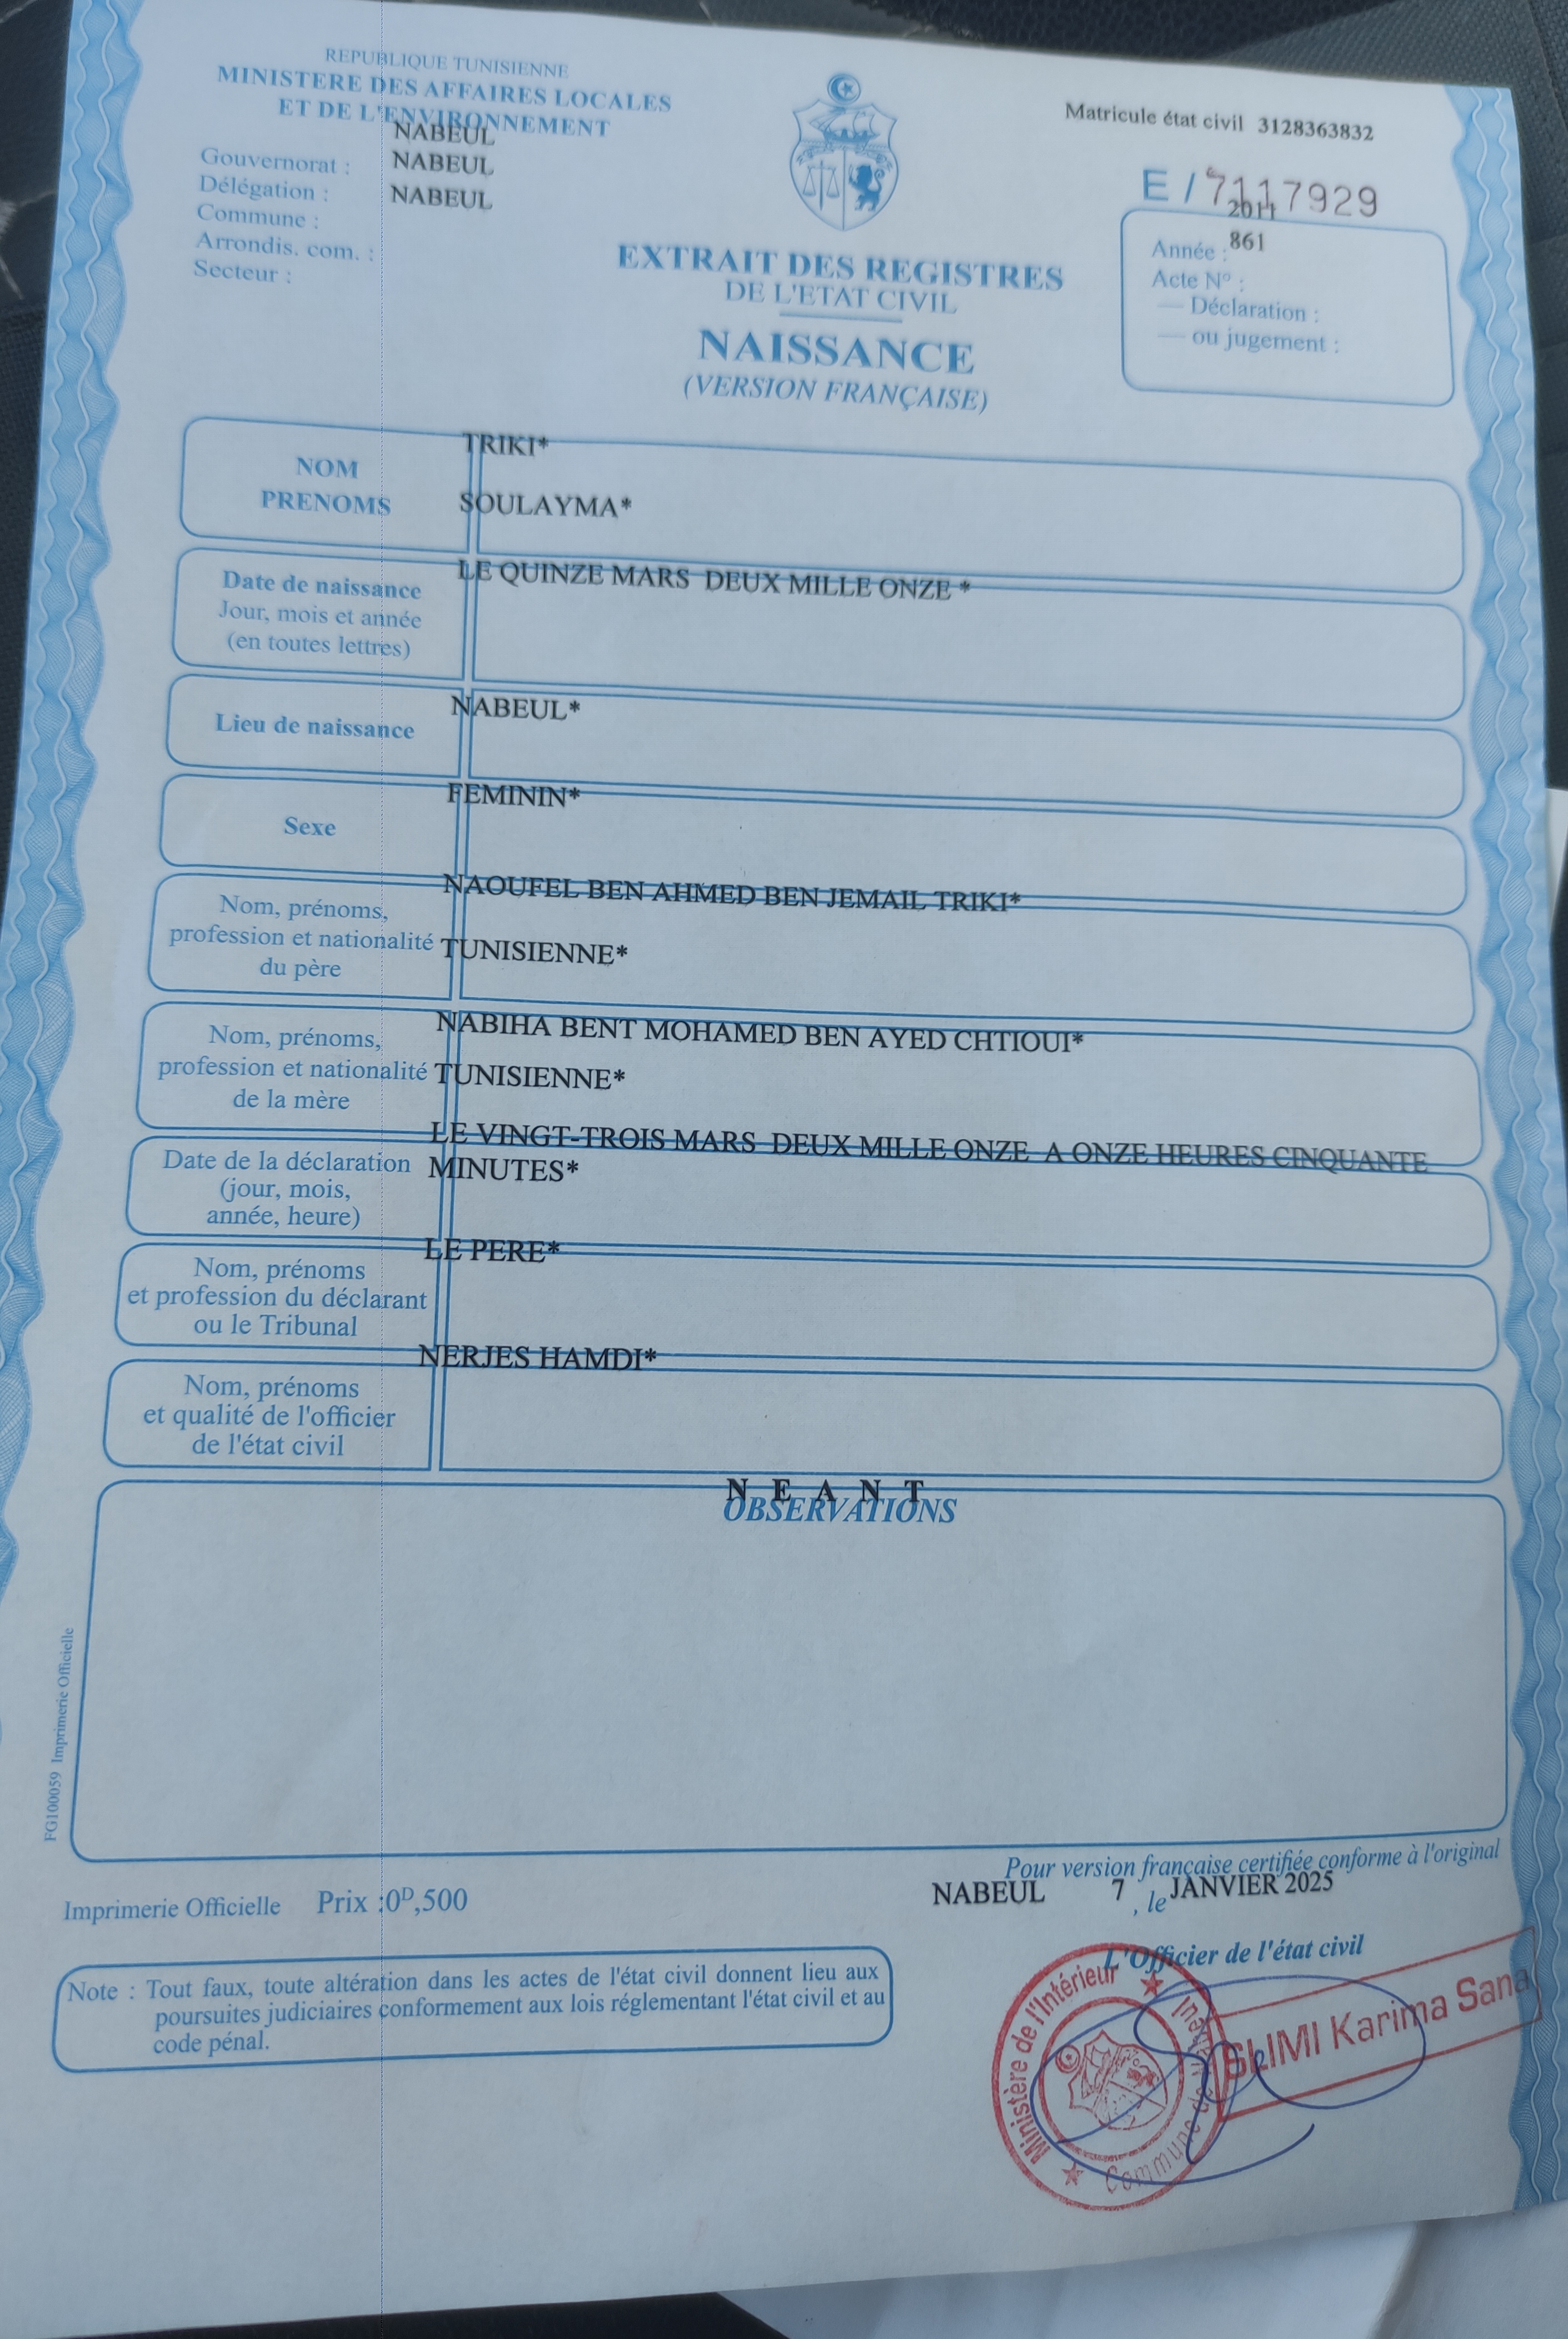 REPUBLIQUE TUNISIENNE
MINISTERE DES AFFAIRES LOCALES
ET DE L'ENVIRONNEMENT
NABEUL
Gouvernorat : NABEUL
Délégation : NABEUL
Commune :
Arrondis. com. :
Secteur :
Matricule état civil 3128363832
E / 7117929
2011
Année : 861
Acte N° :
— Déclaration :
— ou jugement :
EXTRAIT DES REGISTRES
DE L'ETAT CIVIL
NAISSANCE
(VERSION FRANÇAISE)
TRIKI*
NOM
PRENOMS SOULAYMA*
LE QUINZE MARS DEUX MILLE ONZE *
Date de naissance
Jour, mois et année
(en toutes lettres)
NABEUL*
Lieu de naissance
FEMININ*
Sexe
NAOUFEL BEN AHMED BEN JEMAIL TRIKI*
Nom, prénoms,
profession et nationalité TUNISIENNE*
du père
NABIHA BENT MOHAMED BEN AYED CHTIOUI*
Nom, prénoms,
profession et nationalité TUNISIENNE*
de la mère
LE VINGT-TROIS MARS DEUX MILLE ONZE A ONZE HEURES CINQUANTE
Date de la déclaration MINUTES*
(jour, mois,
année, heure)
LE PERE*
Nom, prénoms
et profession du déclarant
ou le Tribunal
NERJES HAMDI*
Nom, prénoms
et qualité de l'officier
de l'état civil
N E A N T
OBSERVATIONS
FG100059 Imprimerie Officielle
Pour version française certifiée conforme à l'original
NABEUL 7 , le JANVIER 2025
Imprimerie Officielle Prix :0D,500
L'Officier de l'état civil
Note : Tout faux, toute altération dans les actes de l'état civil donnent lieu aux
poursuites judiciaires conformement aux lois réglementant l'état civil et au
code pénal.
Ministère de l'Intérieur
Commune de Nabeul
SLIMI Karima Sana